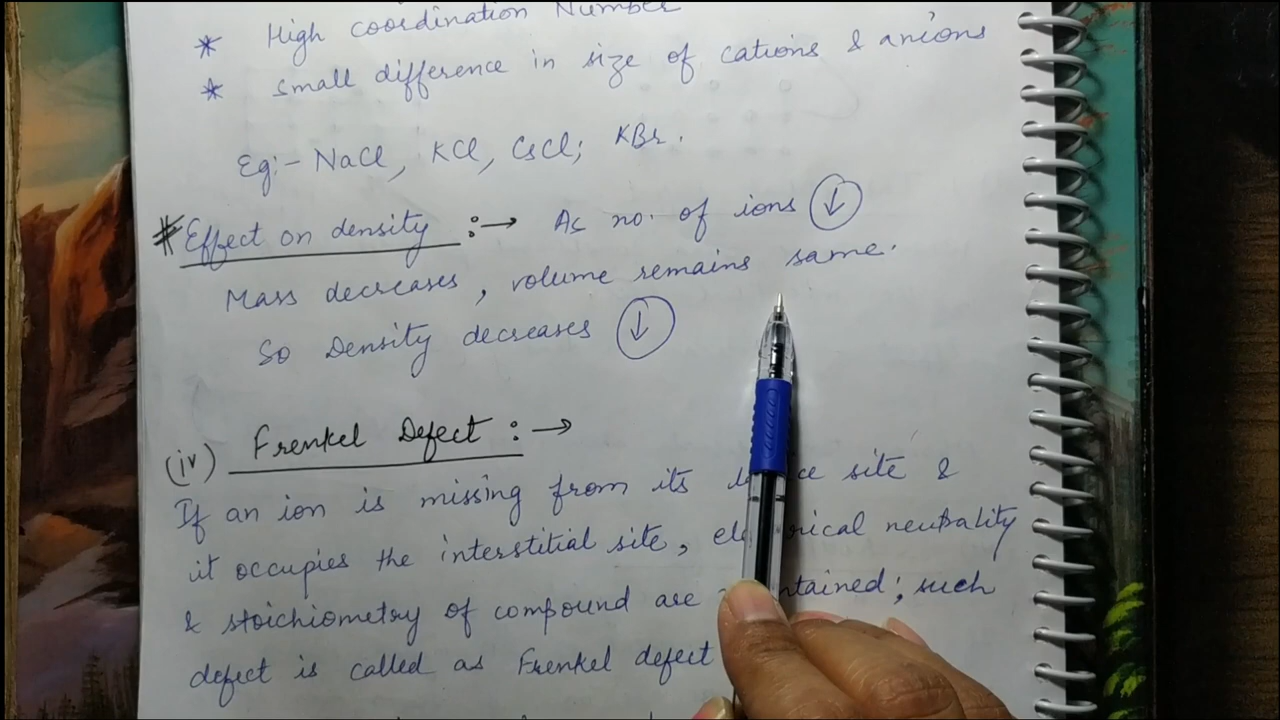 * High coordination Number
* small difference in size of cations & anions
Eg:- NaCl, KCl, CsCl; KBr.
# Effect on density :→ As no. of ions ↓
Mass decreases, volume remains same.
So Density decreases ↓
(iv) Frenkel Defect :→
If an ion is missing from its site &
it occupies the interstitial site, electrical neutrality
& stoichiometry of compound are ; such
defect is called as Frenkel defect